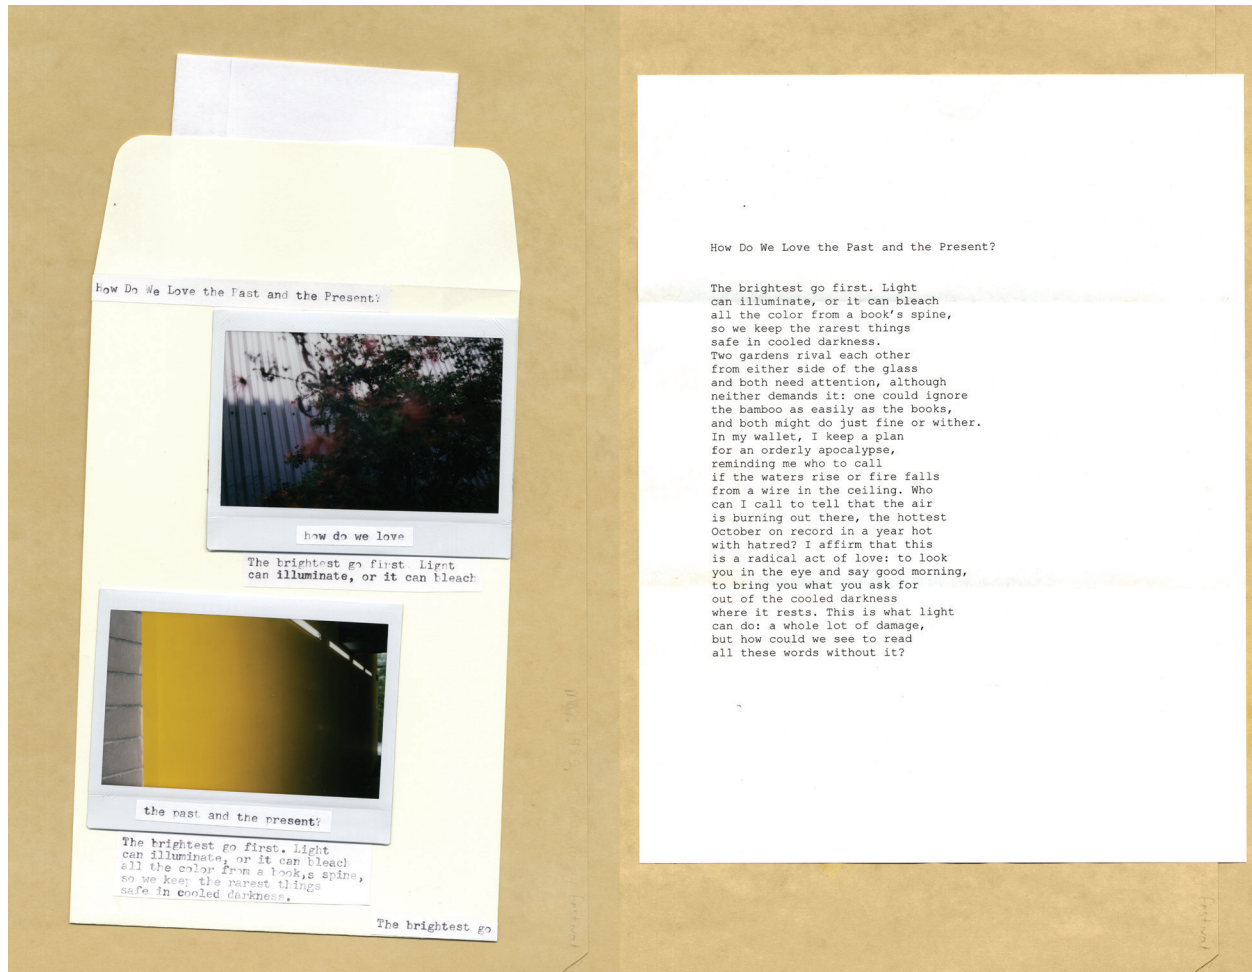 How Do We Love the Past and the Present?
how do we love
The brightest go first. Light
can illuminate, or it can bleach
the past and the present?
The brightest go first. Light
can illuminate, or it can bleach
all the color from a book,s spine,
so we keep the rarest things
safe in cooled darkness.
The brightest go
How Do We Love the Past and the Present?
The brightest go first. Light
can illuminate, or it can bleach
all the color from a book's spine,
so we keep the rarest things
safe in cooled darkness.
Two gardens rival each other
from either side of the glass
and both need attention, although
neither demands it: one could ignore
the bamboo as easily as the books,
and both might do just fine or wither.
In my wallet, I keep a plan
for an orderly apocalypse,
reminding me who to call
if the waters rise or fire falls
from a wire in the ceiling. Who
can I call to tell that the air
is burning out there, the hottest
October on record in a year hot
with hatred? I affirm that this
is a radical act of love: to look
you in the eye and say good morning,
to bring you what you ask for
out of the cooled darkness
where it rests. This is what light
can do: a whole lot of damage,
but how could we see to read
all these words without it?